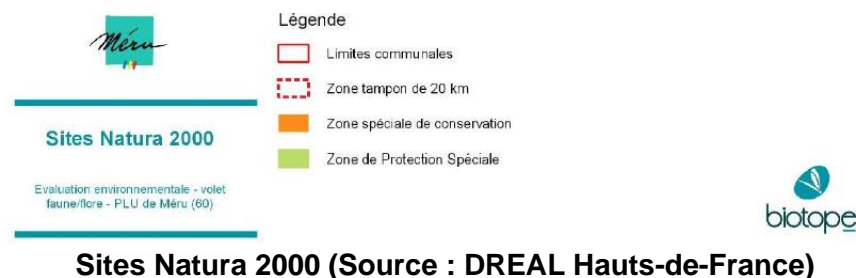 Méru
Sites Natura 2000
Evaluation environnementale - volet
faune/flore - PLU de Méru (60)
Légende
Limites communales
Zone tampon de 20 km
Zone spéciale de conservation
Zone de Protection Spéciale
biotope
Sites Natura 2000 (Source : DREAL Hauts-de-France)